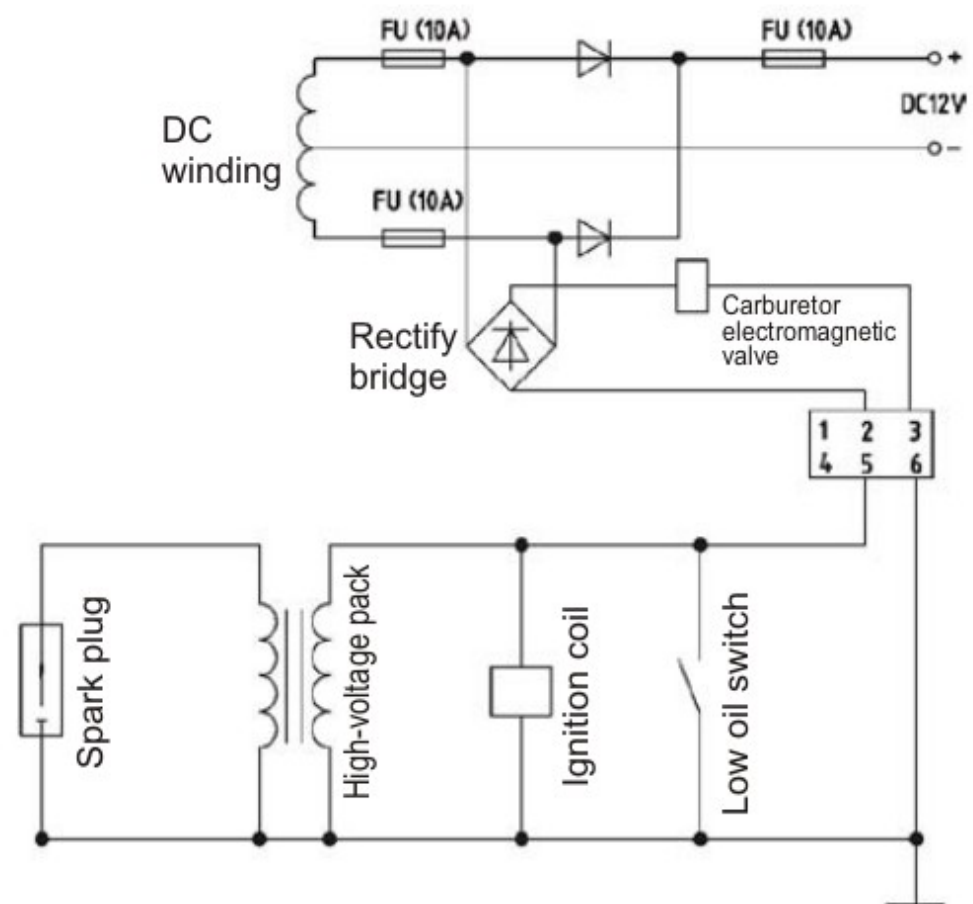 FU (10A)
FU (10A)
+
DC12V
DC
winding
−
FU (10A)
Carburetor
electromagnetic
valve
Rectify
bridge
1 2 3
4 5 6
Spark plug
High-voltage pack
Ignition coil
Low oil switch